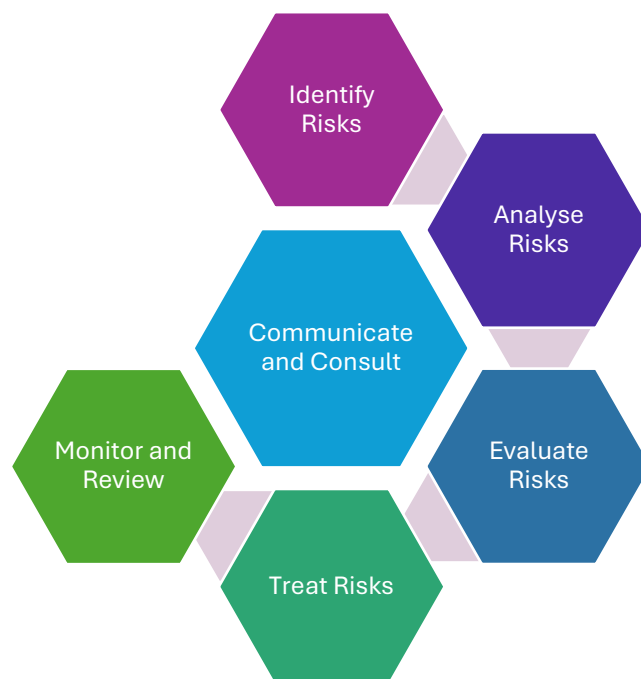 Identify
Risks
Analyse
Risks
Communicate
and Consult
Evaluate
Risks
Treat Risks
Monitor and
Review